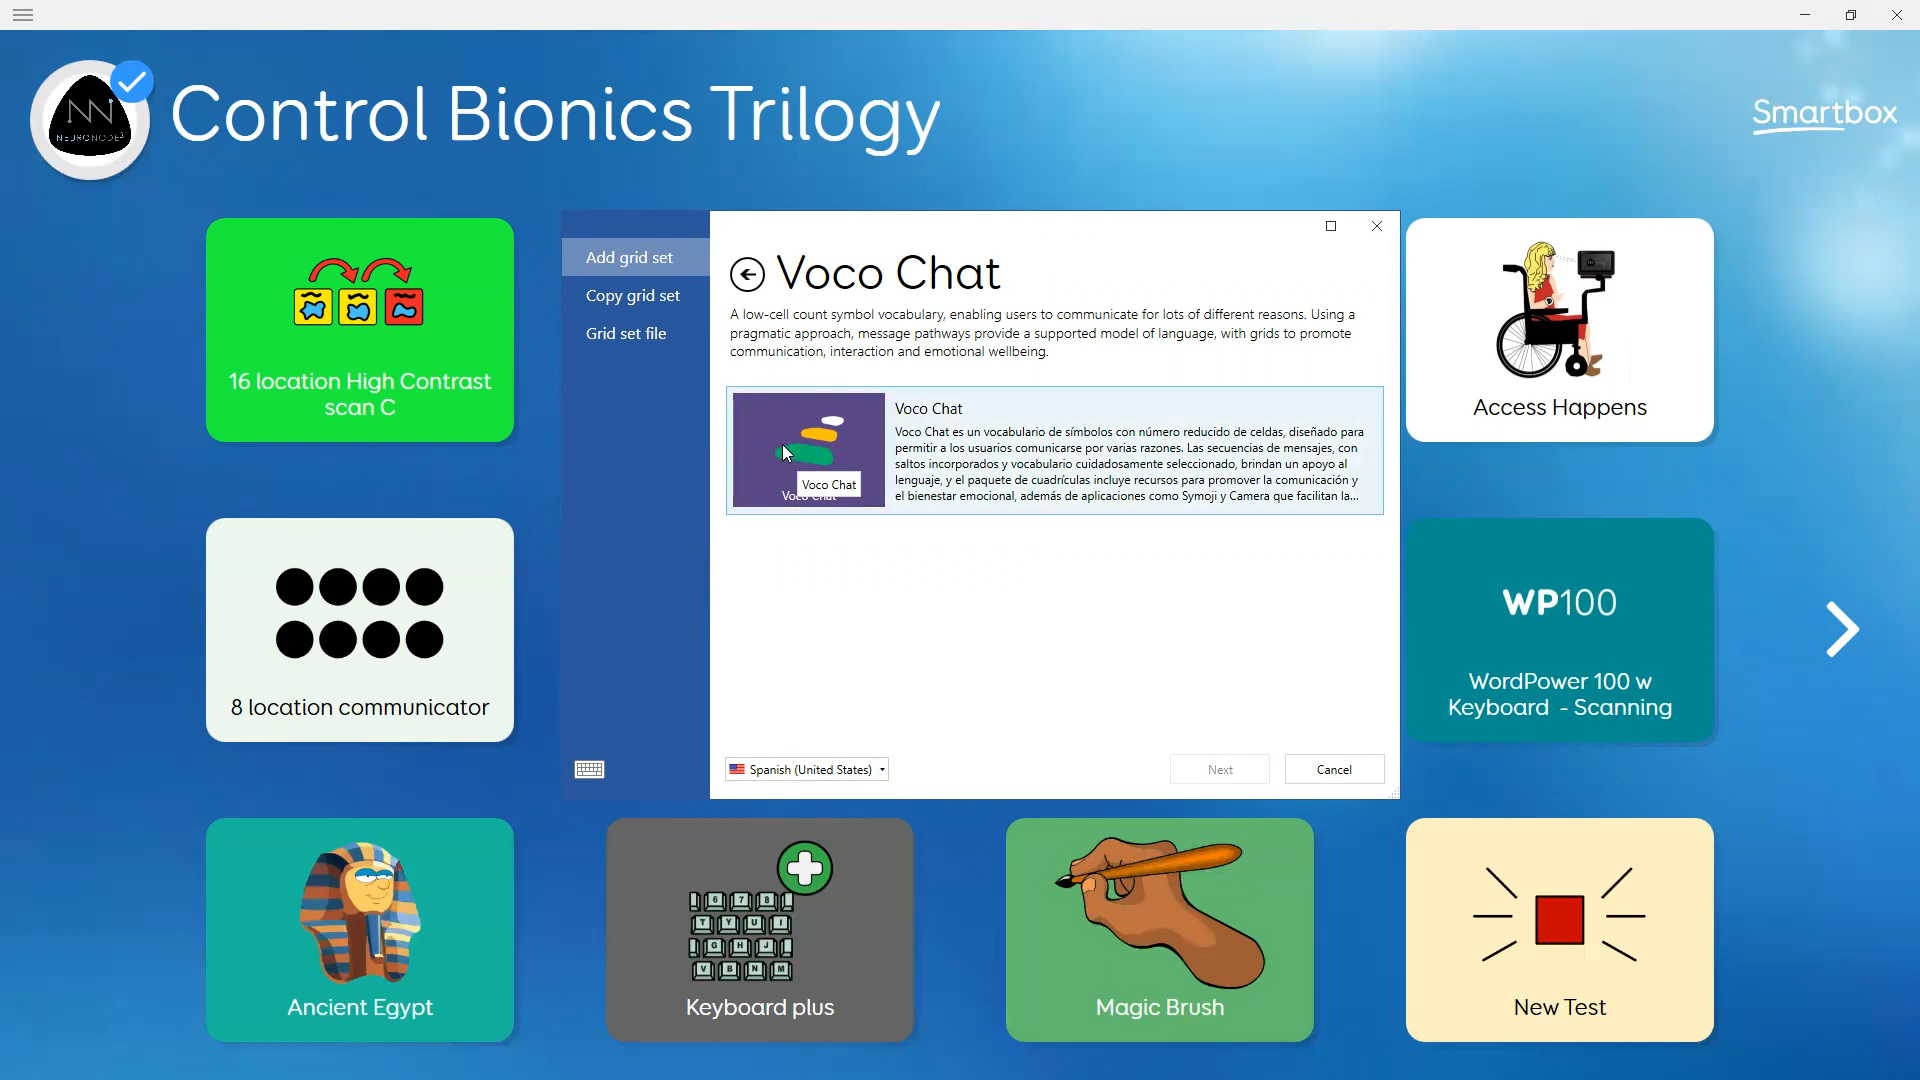 NEURONODE3
Control Bionics Trilogy
Smartbox
16 location High Contrast
scan C
8 location communicator
Add grid set
Copy grid set
Grid set file
Voco Chat
A low-cell count symbol vocabulary, enabling users to communicate for lots of different reasons. Using a
pragmatic approach, message pathways provide a supported model of language, with grids to promote
communication, interaction and emotional wellbeing.
Voco Chat
Voco Chat
Voco Chat
Voco Chat es un vocabulario de símbolos con número reducido de celdas, diseñado para
permitir a los usuarios comunicarse por varias razones. Las secuencias de mensajes, con
saltos incorporados y vocabulario cuidadosamente seleccionado, brindan un apoyo al
lenguaje, y el paquete de cuadrículas incluye recursos para promover la comunicación y
el bienestar emocional, además de aplicaciones como Symoji y Camera que facilitan la...
Spanish (United States)
Next
Cancel
Access Happens
WP100
WordPower 100 w
Keyboard - Scanning
Ancient Egypt
6 7 8
T Y U I
G H J
V B N M
Keyboard plus
Magic Brush
New Test